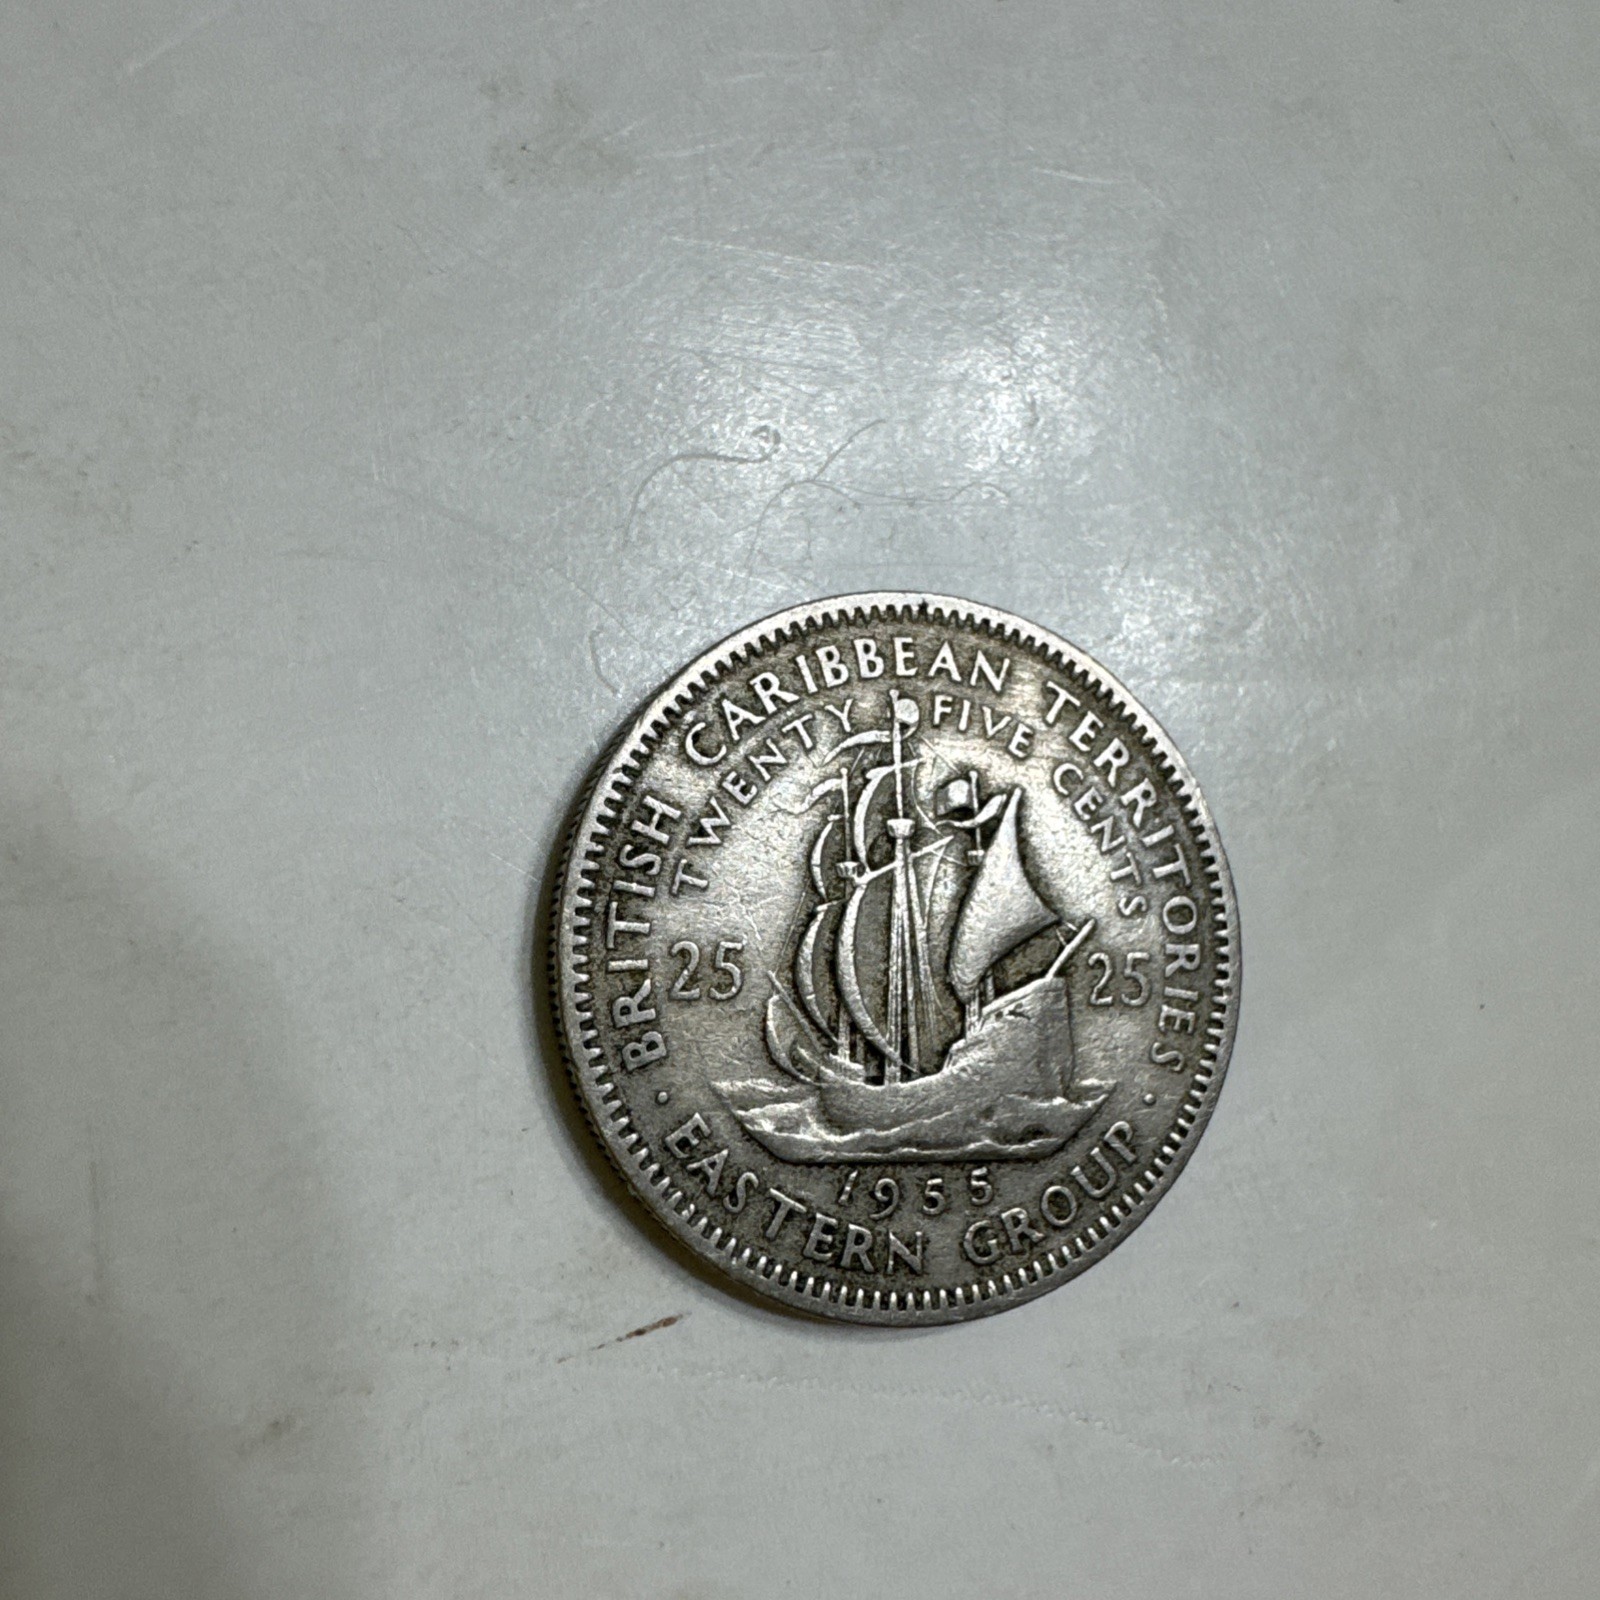 BRITISH CARIBBEAN TERRITORIES
TWENTY FIVE CENTS
25 25
1955
· EASTERN GROUP ·